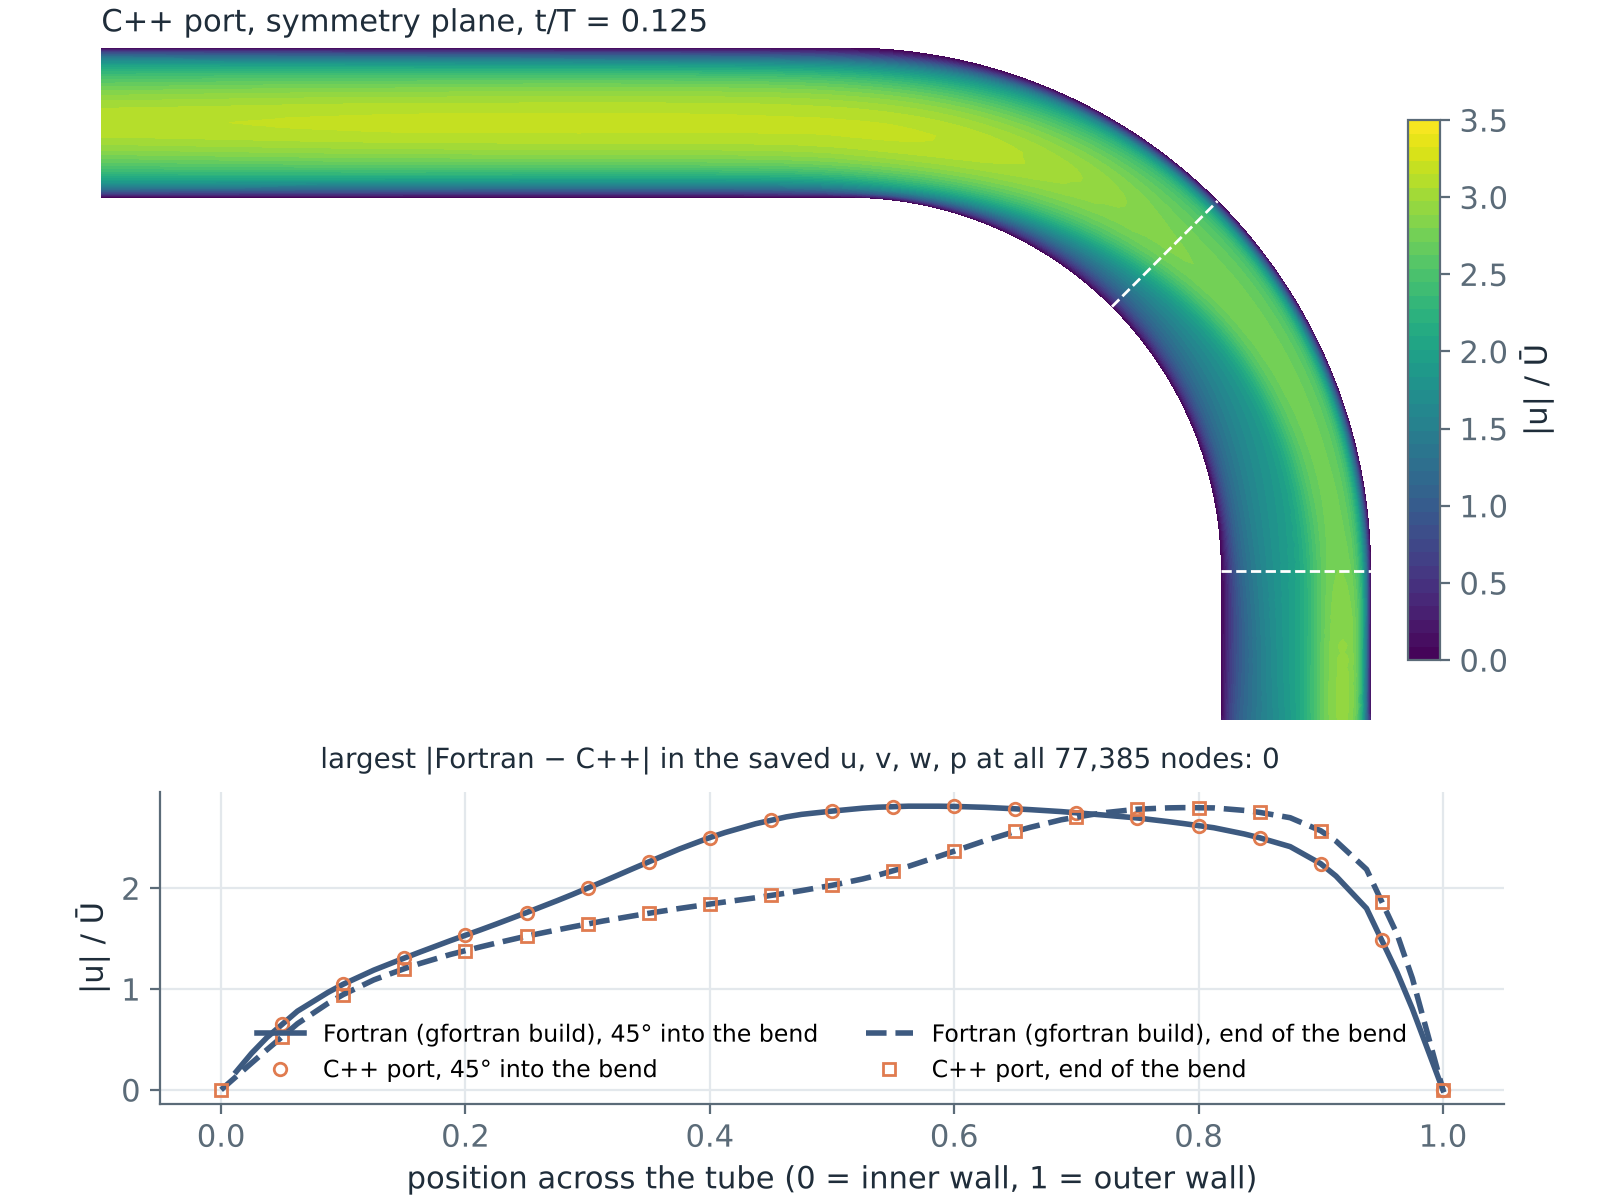 C++ port, symmetry plane, t/T = 0.125
3.5
3.0
2.5
2.0
1.5
1.0
0.5
0.0
|u| / Ū
largest |Fortran − C++| in the saved u, v, w, p at all 77,385 nodes: 0
|u| / Ū
2
1
0
Fortran (gfortran build), 45° into the bend
C++ port, 45° into the bend
Fortran (gfortran build), end of the bend
C++ port, end of the bend
0.0 0.2 0.4 0.6 0.8 1.0
position across the tube (0 = inner wall, 1 = outer wall)